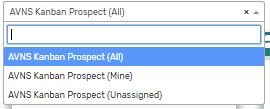 AVNS Kanban Prospect (All)
AVNS Kanban Prospect (All)
AVNS Kanban Prospect (Mine)
AVNS Kanban Prospect (Unassigned)